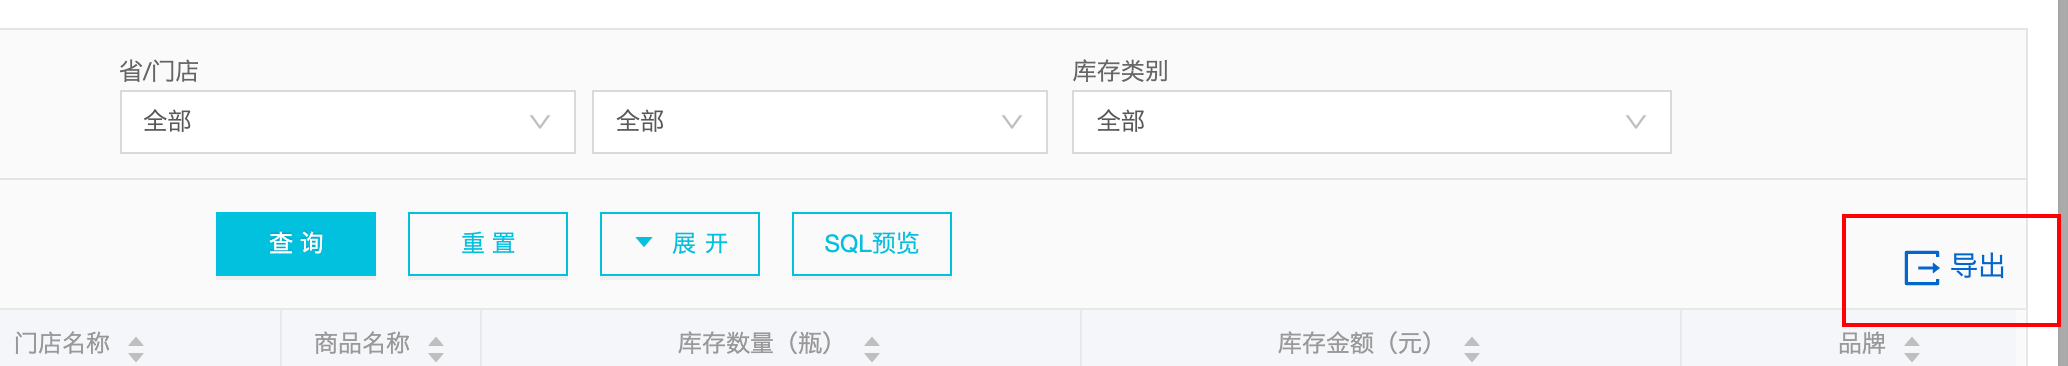 省/门店
库存类别
全部
全部
全部
查 询
重 置
展 开
SQL预览
导出
门店名称
商品名称
库存数量（瓶）
库存金额（元）
品牌